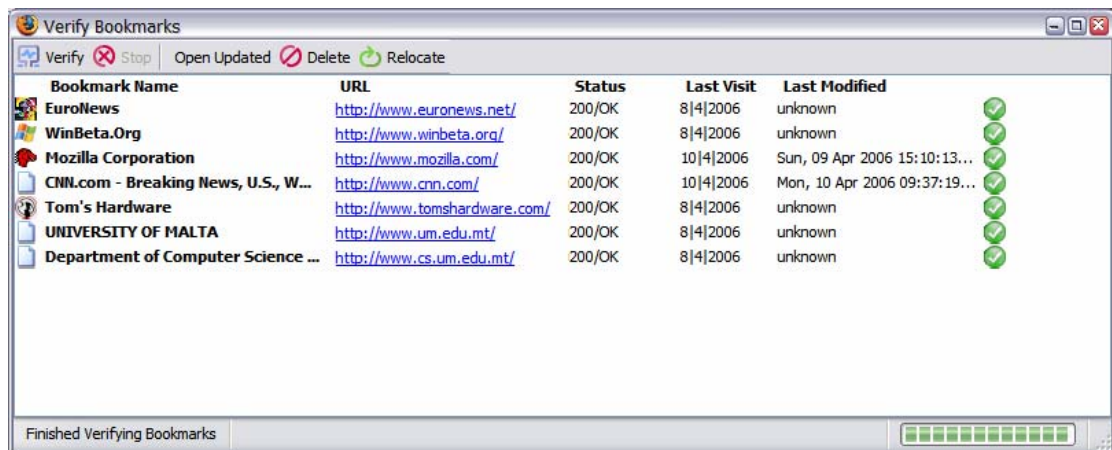 Verify Bookmarks
Verify Stop Open Updated Delete Relocate
Bookmark Name URL Status Last Visit Last Modified
EuroNews http://www.euronews.net/ 200/OK 8|4|2006 unknown
WinBeta.Org http://www.winbeta.org/ 200/OK 8|4|2006 unknown
Mozilla Corporation http://www.mozilla.com/ 200/OK 10|4|2006 Sun, 09 Apr 2006 15:10:13...
CNN.com - Breaking News, U.S., W... http://www.cnn.com/ 200/OK 10|4|2006 Mon, 10 Apr 2006 09:37:19...
Tom's Hardware http://www.tomshardware.com/ 200/OK 8|4|2006 unknown
UNIVERSITY OF MALTA http://www.um.edu.mt/ 200/OK 8|4|2006 unknown
Department of Computer Science ... http://www.cs.um.edu.mt/ 200/OK 8|4|2006 unknown
Finished Verifying Bookmarks